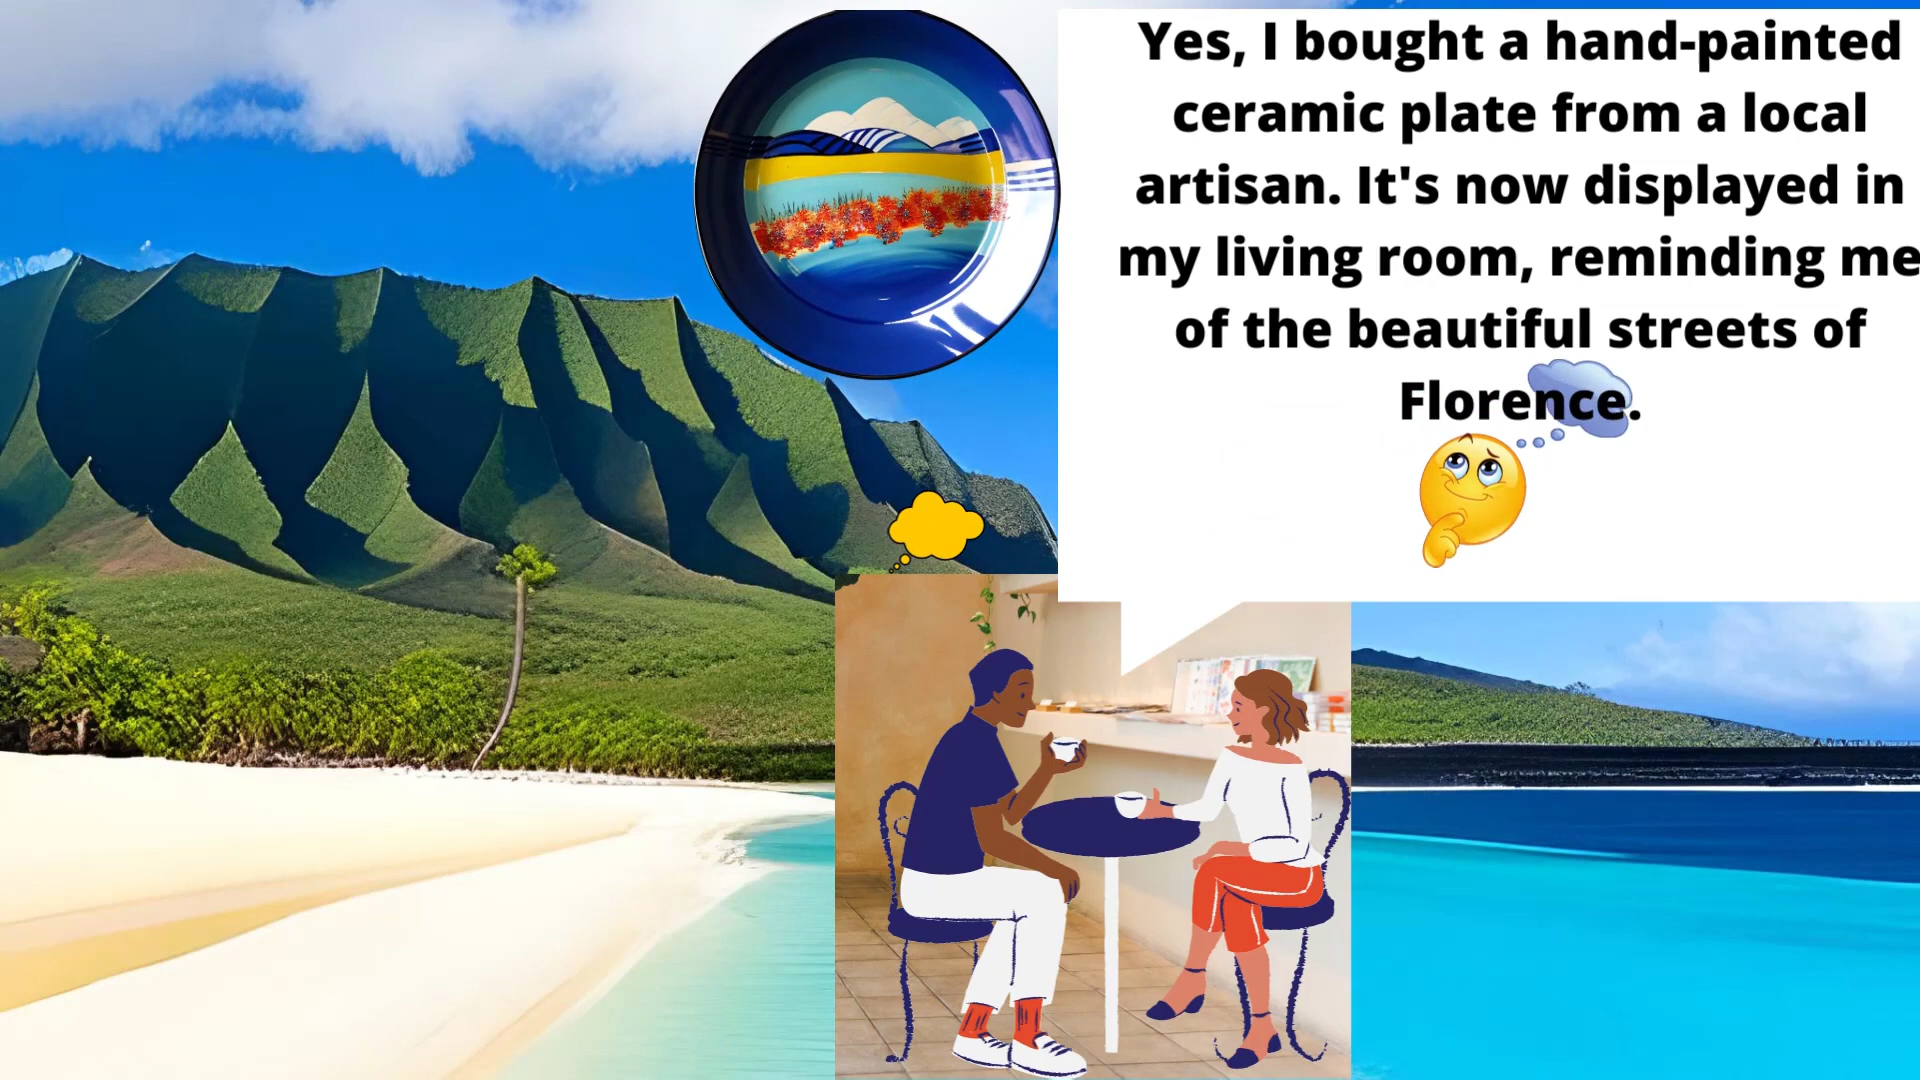 Yes, I bought a hand-painted
ceramic plate from a local
artisan. It's now displayed in
my living room, reminding me
of the beautiful streets of
Florence.